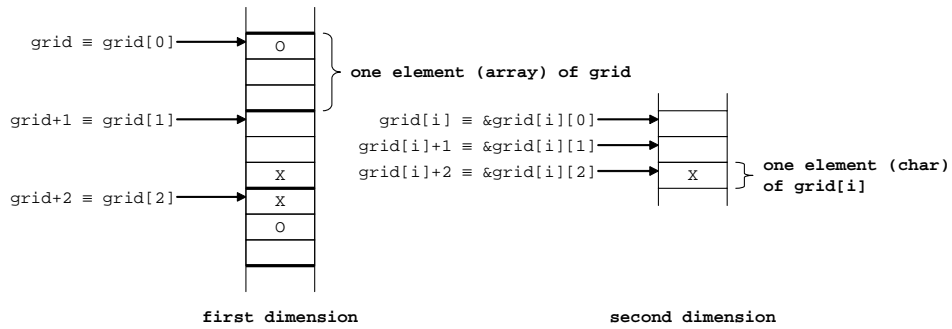 grid ≡ grid[0]
O
one element (array) of grid
grid+1 ≡ grid[1]
X
grid+2 ≡ grid[2]
X
O
first dimension
grid[i] ≡ &grid[i][0]
grid[i]+1 ≡ &grid[i][1]
grid[i]+2 ≡ &grid[i][2]
X
one element (char)
of grid[i]
second dimension